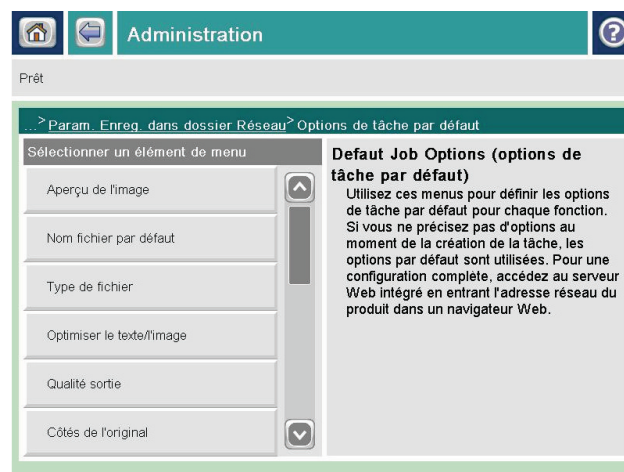 Administration
?
Prêt
...>Param. Enreg. dans dossier Réseau>Options de tâche par défaut
Sélectionner un élément de menu
Aperçu de l'image
Nom fichier par défaut
Type de fichier
Optimiser le texte/l'image
Qualité sortie
Côtés de l'original
Defaut Job Options (options de
tâche par défaut)
Utilisez ces menus pour définir les options
de tâche par défaut pour chaque fonction.
Si vous ne précisez pas d'options au
moment de la création de la tâche, les
options par défaut sont utilisées. Pour une
configuration complète, accédez au serveur
Web intégré en entrant l'adresse réseau du
produit dans un navigateur Web.